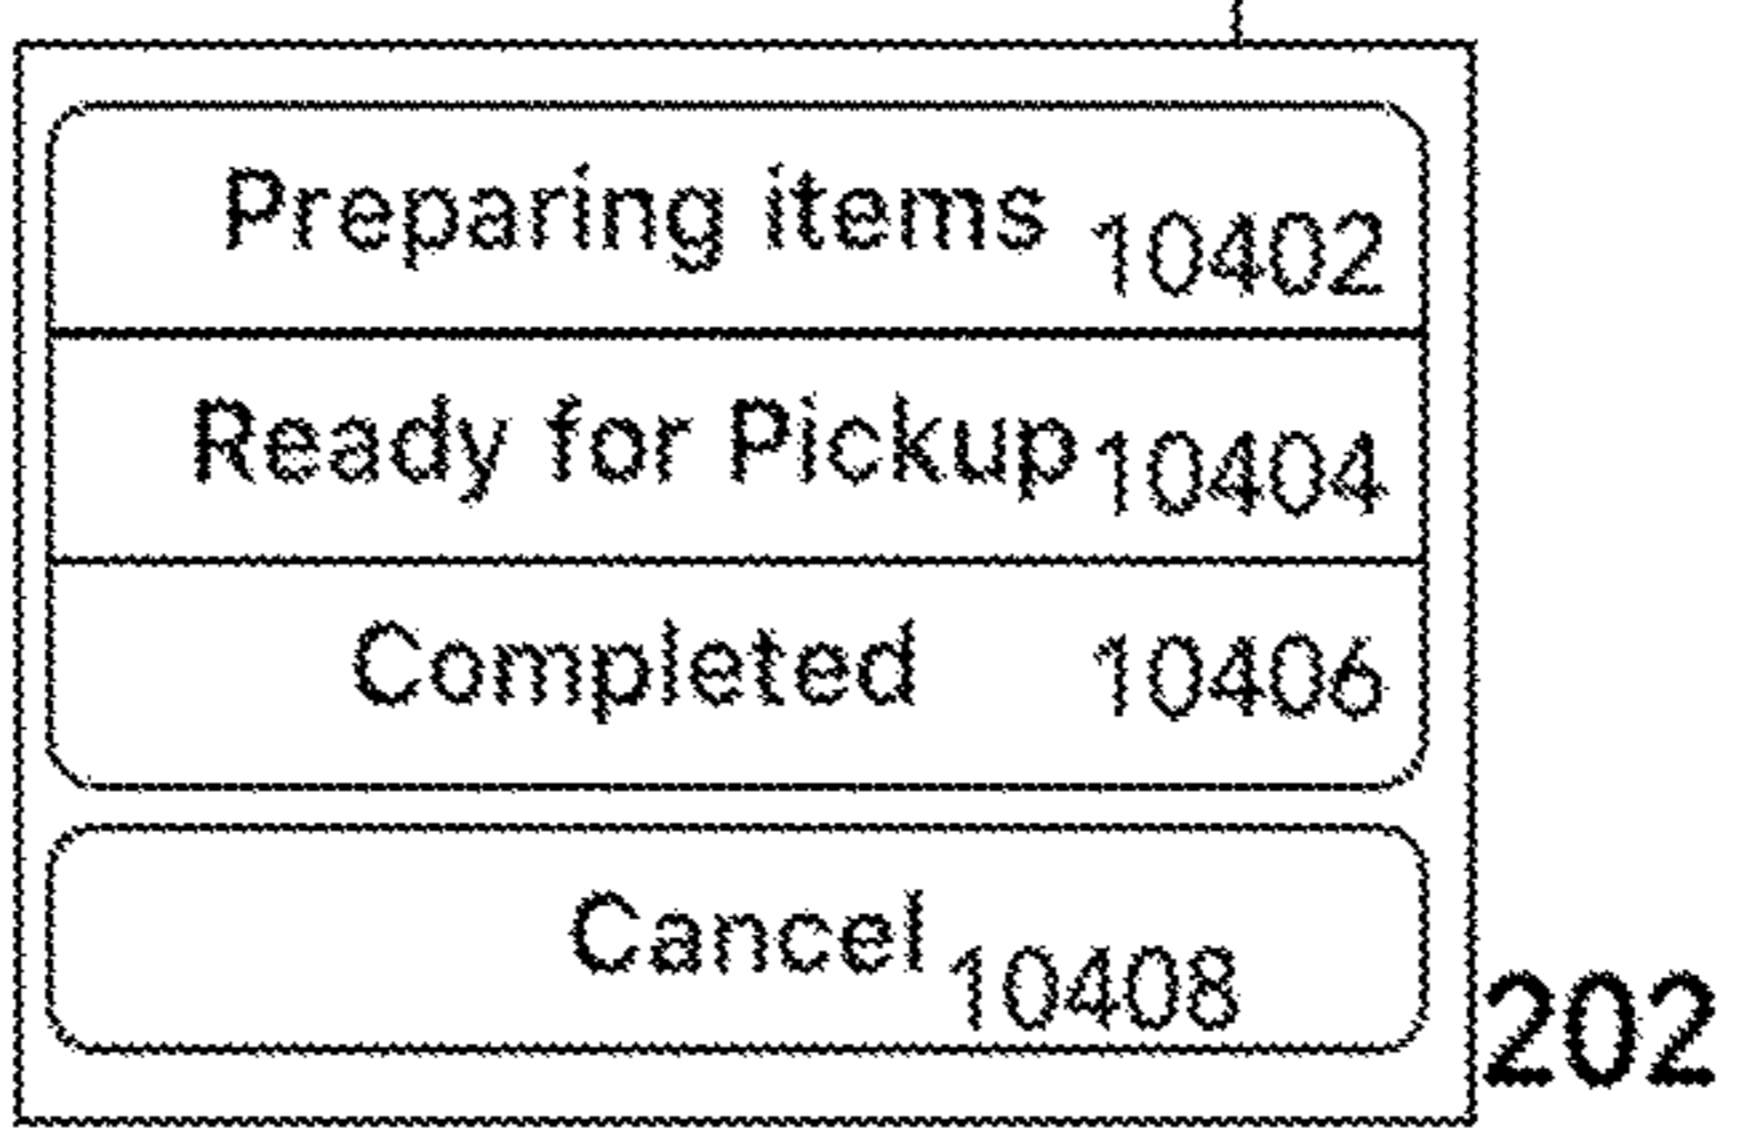 Preparing items 10402
Ready for Pickup 10404
Completed 10406
Cancel 10408
202